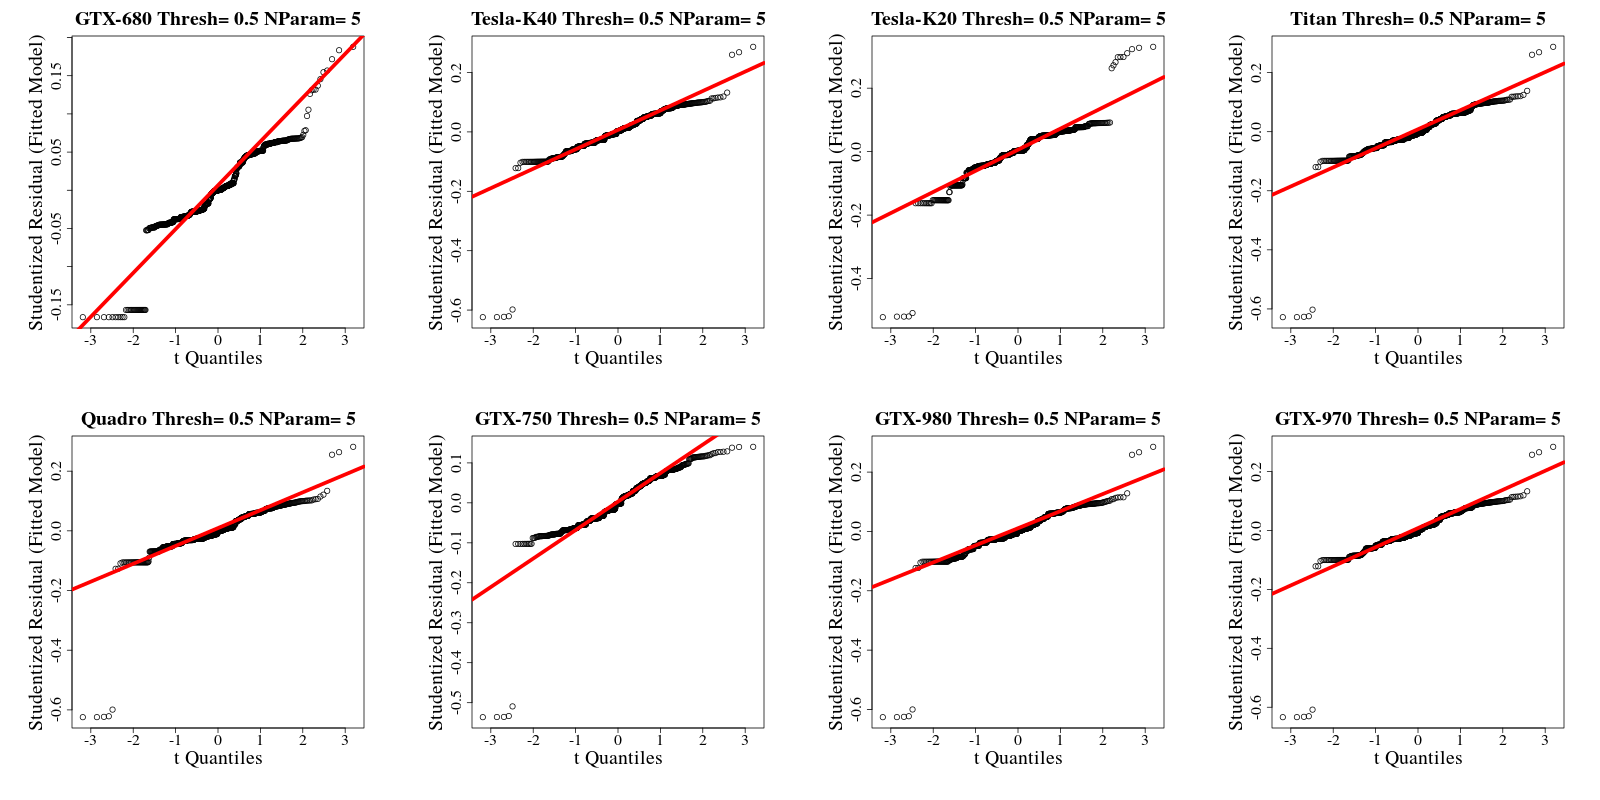 GTX-680 Thresh= 0.5 NParam= 5
Studentized Residual (Fitted Model)
0.15
0.05
-0.05
-0.15
-3 -2 -1 0 1 2 3
t Quantiles
Tesla-K40 Thresh= 0.5 NParam= 5
Studentized Residual (Fitted Model)
0.2
0.0
-0.2
-0.4
-0.6
-3 -2 -1 0 1 2 3
t Quantiles
Tesla-K20 Thresh= 0.5 NParam= 5
Studentized Residual (Fitted Model)
0.2
0.0
-0.2
-0.4
-3 -2 -1 0 1 2 3
t Quantiles
Titan Thresh= 0.5 NParam= 5
Studentized Residual (Fitted Model)
0.2
0.0
-0.2
-0.4
-0.6
-3 -2 -1 0 1 2 3
t Quantiles
Quadro Thresh= 0.5 NParam= 5
Studentized Residual (Fitted Model)
0.2
0.0
-0.2
-0.4
-0.6
-3 -2 -1 0 1 2 3
t Quantiles
GTX-750 Thresh= 0.5 NParam= 5
Studentized Residual (Fitted Model)
0.1
0.0
-0.1
-0.2
-0.3
-0.4
-0.5
-3 -2 -1 0 1 2 3
t Quantiles
GTX-980 Thresh= 0.5 NParam= 5
Studentized Residual (Fitted Model)
0.2
0.0
-0.2
-0.4
-0.6
-3 -2 -1 0 1 2 3
t Quantiles
GTX-970 Thresh= 0.5 NParam= 5
Studentized Residual (Fitted Model)
0.2
0.0
-0.2
-0.4
-0.6
-3 -2 -1 0 1 2 3
t Quantiles